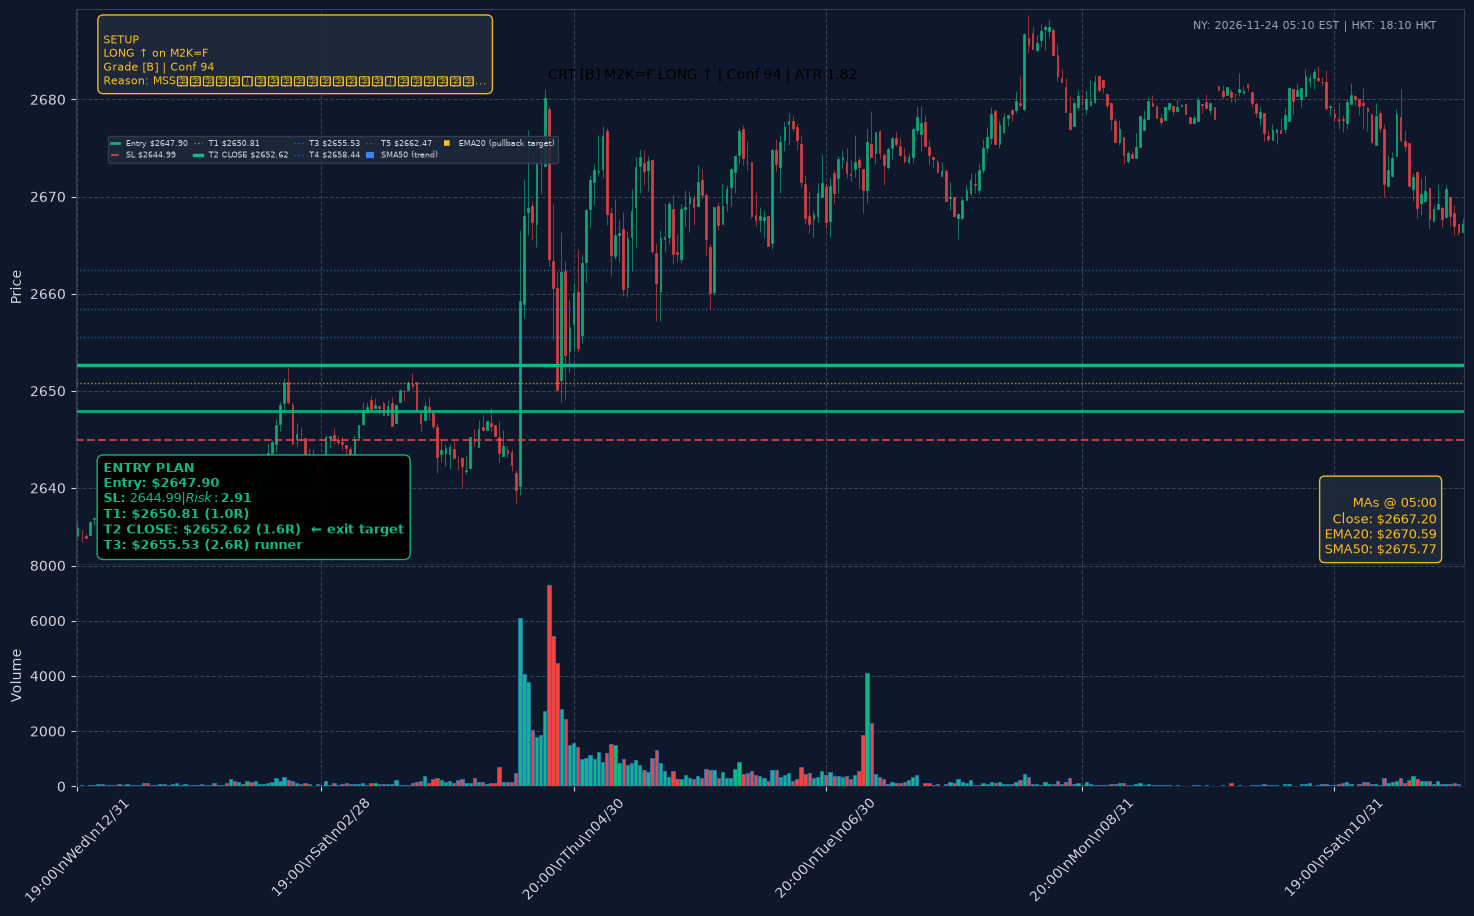 NY: 2026-11-24 05:10 EST | HKT: 18:10 HKT
SETUP
LONG ↑ on M2K=F
Grade [B] | Conf 94
Reason: MSS
CRT [B] M2K=F LONG ↑ | Conf 94 | ATR 1.82
Entry $2647.90
SL $2644.99
T1 $2650.81
T2 CLOSE $2652.62
T3 $2655.53
T4 $2658.44
T5 $2662.47
SMA50 (trend)
EMA20 (pullback target)
Price
2680
2670
2660
2650
2640
ENTRY PLAN
Entry: $2647.90
SL: 2644.99|Risk:2.91
T1: $2650.81 (1.0R)
T2 CLOSE: $2652.62 (1.6R) ← exit target
T3: $2655.53 (2.6R) runner
MAs @ 05:00
Close: $2667.20
EMA20: $2670.59
SMA50: $2675.77
Volume
8000
6000
4000
2000
0
19:00\nWed\n12/31
19:00\nSat\n02/28
20:00\nThu\n04/30
20:00\nTue\n06/30
20:00\nMon\n08/31
19:00\nSat\n10/31